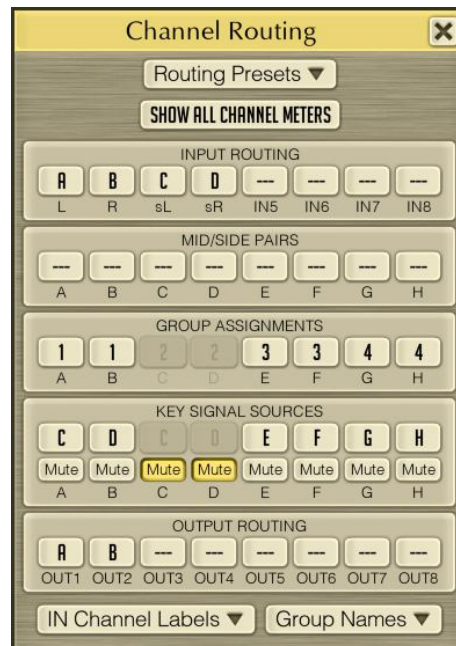 Channel Routing
Routing Presets ▼
SHOW ALL CHANNEL METERS
INPUT ROUTING
A B C D --- --- --- ---
L R sL sR IN5 IN6 IN7 IN8
MID/SIDE PAIRS
--- --- --- --- --- --- --- ---
A B C D E F G H
GROUP ASSIGNMENTS
1 1 2 2 3 3 4 4
A B C D E F G H
KEY SIGNAL SOURCES
C D C D E F G H
Mute Mute Mute Mute Mute Mute Mute Mute
A B C D E F G H
OUTPUT ROUTING
A B --- --- --- --- --- ---
OUT1 OUT2 OUT3 OUT4 OUT5 OUT6 OUT7 OUT8
IN Channel Labels ▼ Group Names ▼